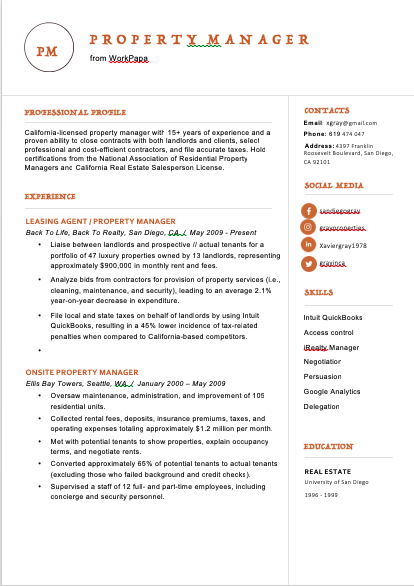 PM
PROPERTY MANAGER
from WorkPapa
PROFESSIONAL PROFILE
California-licensed property manager with 15+ years of experience and a
proven ability to close contracts with both landlords and clients, select
professional and cost-efficient contractors, and file accurate taxes. Hold
certifications from the National Association of Residential Property
Managers and California Real Estate Salesperson License.
EXPERIENCE
LEASING AGENT / PROPERTY MANAGER
Back To Life, Back To Realty, San Diego, CA / May 2009 - Present
• Liaise between landlords and prospective // actual tenants for a
portfolio of 47 luxury properties owned by 13 landlords, representing
approximately $900,000 in monthly rent and fees.
• Analyze bids from contractors for provision of property services (i.e.,
cleaning, maintenance, and security), leading to an average 2.1%
year-on-year decrease in expenditure.
• File local and state taxes on behalf of landlords by using Intuit
QuickBooks, resulting in a 45% lower incidence of tax-related
penalties when compared to California-based competitors.
•
ONSITE PROPERTY MANAGER
Ellis Bay Towers, Seattle, WA / January 2000 – May 2009
• Oversaw maintenance, administration, and improvement of 105
residential units.
• Collected rental fees, deposits, insurance premiums, taxes, and
operating expenses totaling approximately $1.2 million per month.
• Met with potential tenants to show properties, explain occupancy
terms, and negotiate rents.
• Converted approximately 65% of potential tenants to actual tenants
(excluding those who failed background and credit checks).
• Supervised a staff of 12 full- and part-time employees, including
concierge and security personnel.
CONTACTS
Email: xgray@gmail.com
Phone: 619 474 047
Address: 4397 Franklin
Roosevelt Boulevard, San Diego,
CA 92101
SOCIAL MEDIA
sandiegogray
grayproperties
Xaviergray1978
grayinca
SKILLS
Intuit QuickBooks
Access control
iRealty Manager
Negotiation
Persuasion
Google Analytics
Delegation
EDUCATION
REAL ESTATE
University of San Diego
1996 - 1999